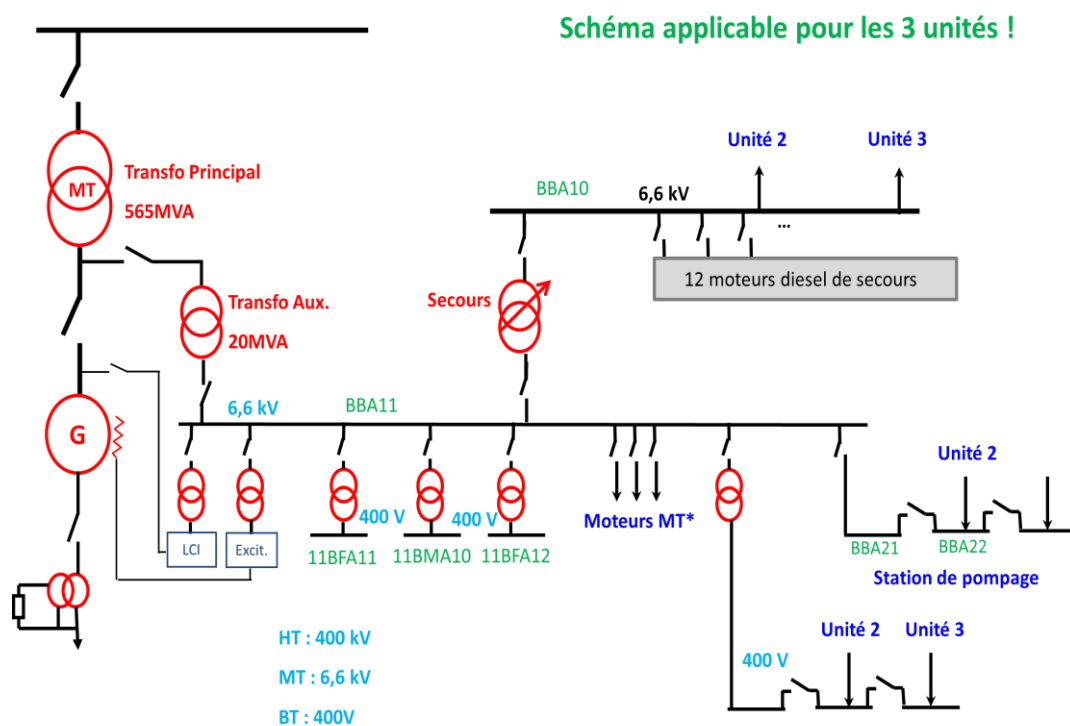 Schéma applicable pour les 3 unités !
Unité 2
Unité 3
MT
Transfo Principal
565MVA
BBA10
6,6 kV
...
12 moteurs diesel de secours
Transfo Aux.
20MVA
Secours
6,6 kV
BBA11
G
Unité 2
400 V
400 V
Moteurs MT*
LCI
Excit.
11BFA11
11BMA10
11BFA12
BBA21
BBA22
Station de pompage
HT : 400 kV
MT : 6,6 kV
BT : 400V
Unité 2
Unité 3
400 V